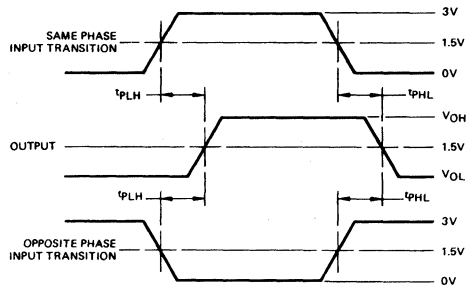 3V
SAME PHASE
INPUT TRANSITION
1.5V
0V
tPLH
tPHL
VOH
OUTPUT
1.5V
VOL
tPLH
tPHL
3V
OPPOSITE PHASE
INPUT TRANSITION
1.5V
0V